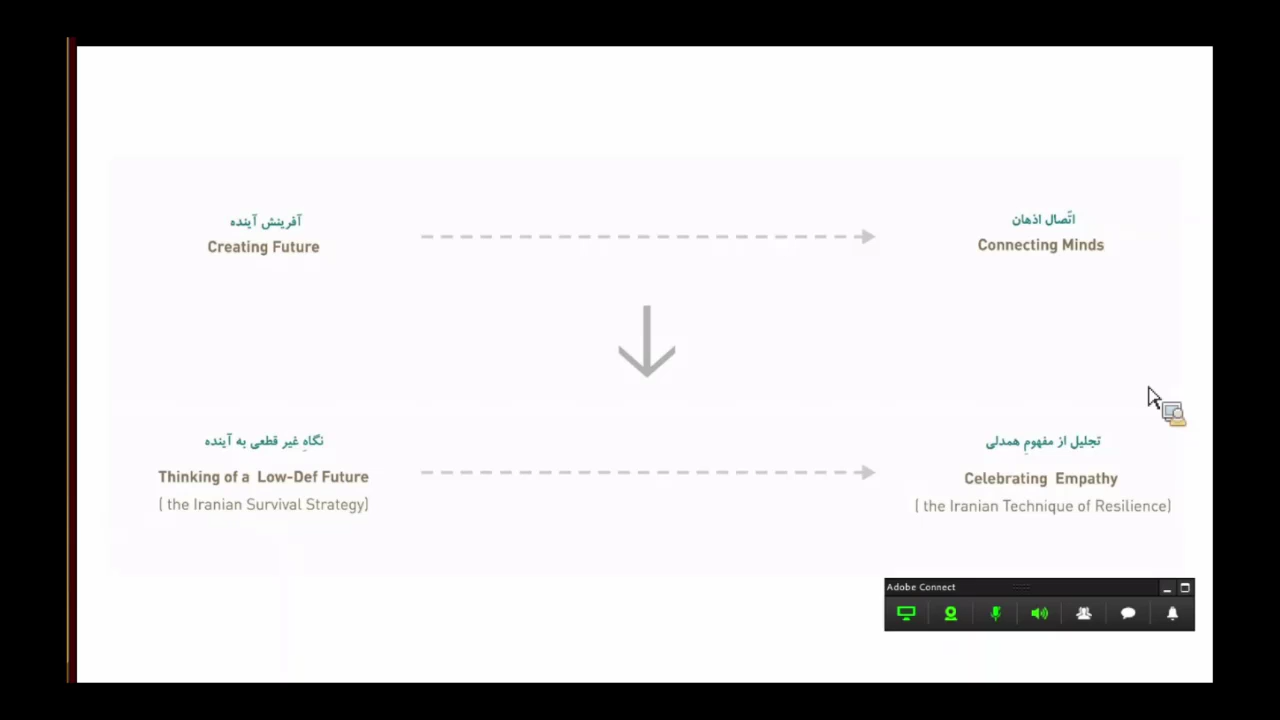 آفرینش آینده
Creating Future
اتّصال اذهان
Connecting Minds
نگاهِ غیر قطعی به آینده
Thinking of a Low-Def Future
( the Iranian Survival Strategy)
تجلیل از مفهومِ همدلی
Celebrating Empathy
( the Iranian Technique of Resilience)
Adobe Connect